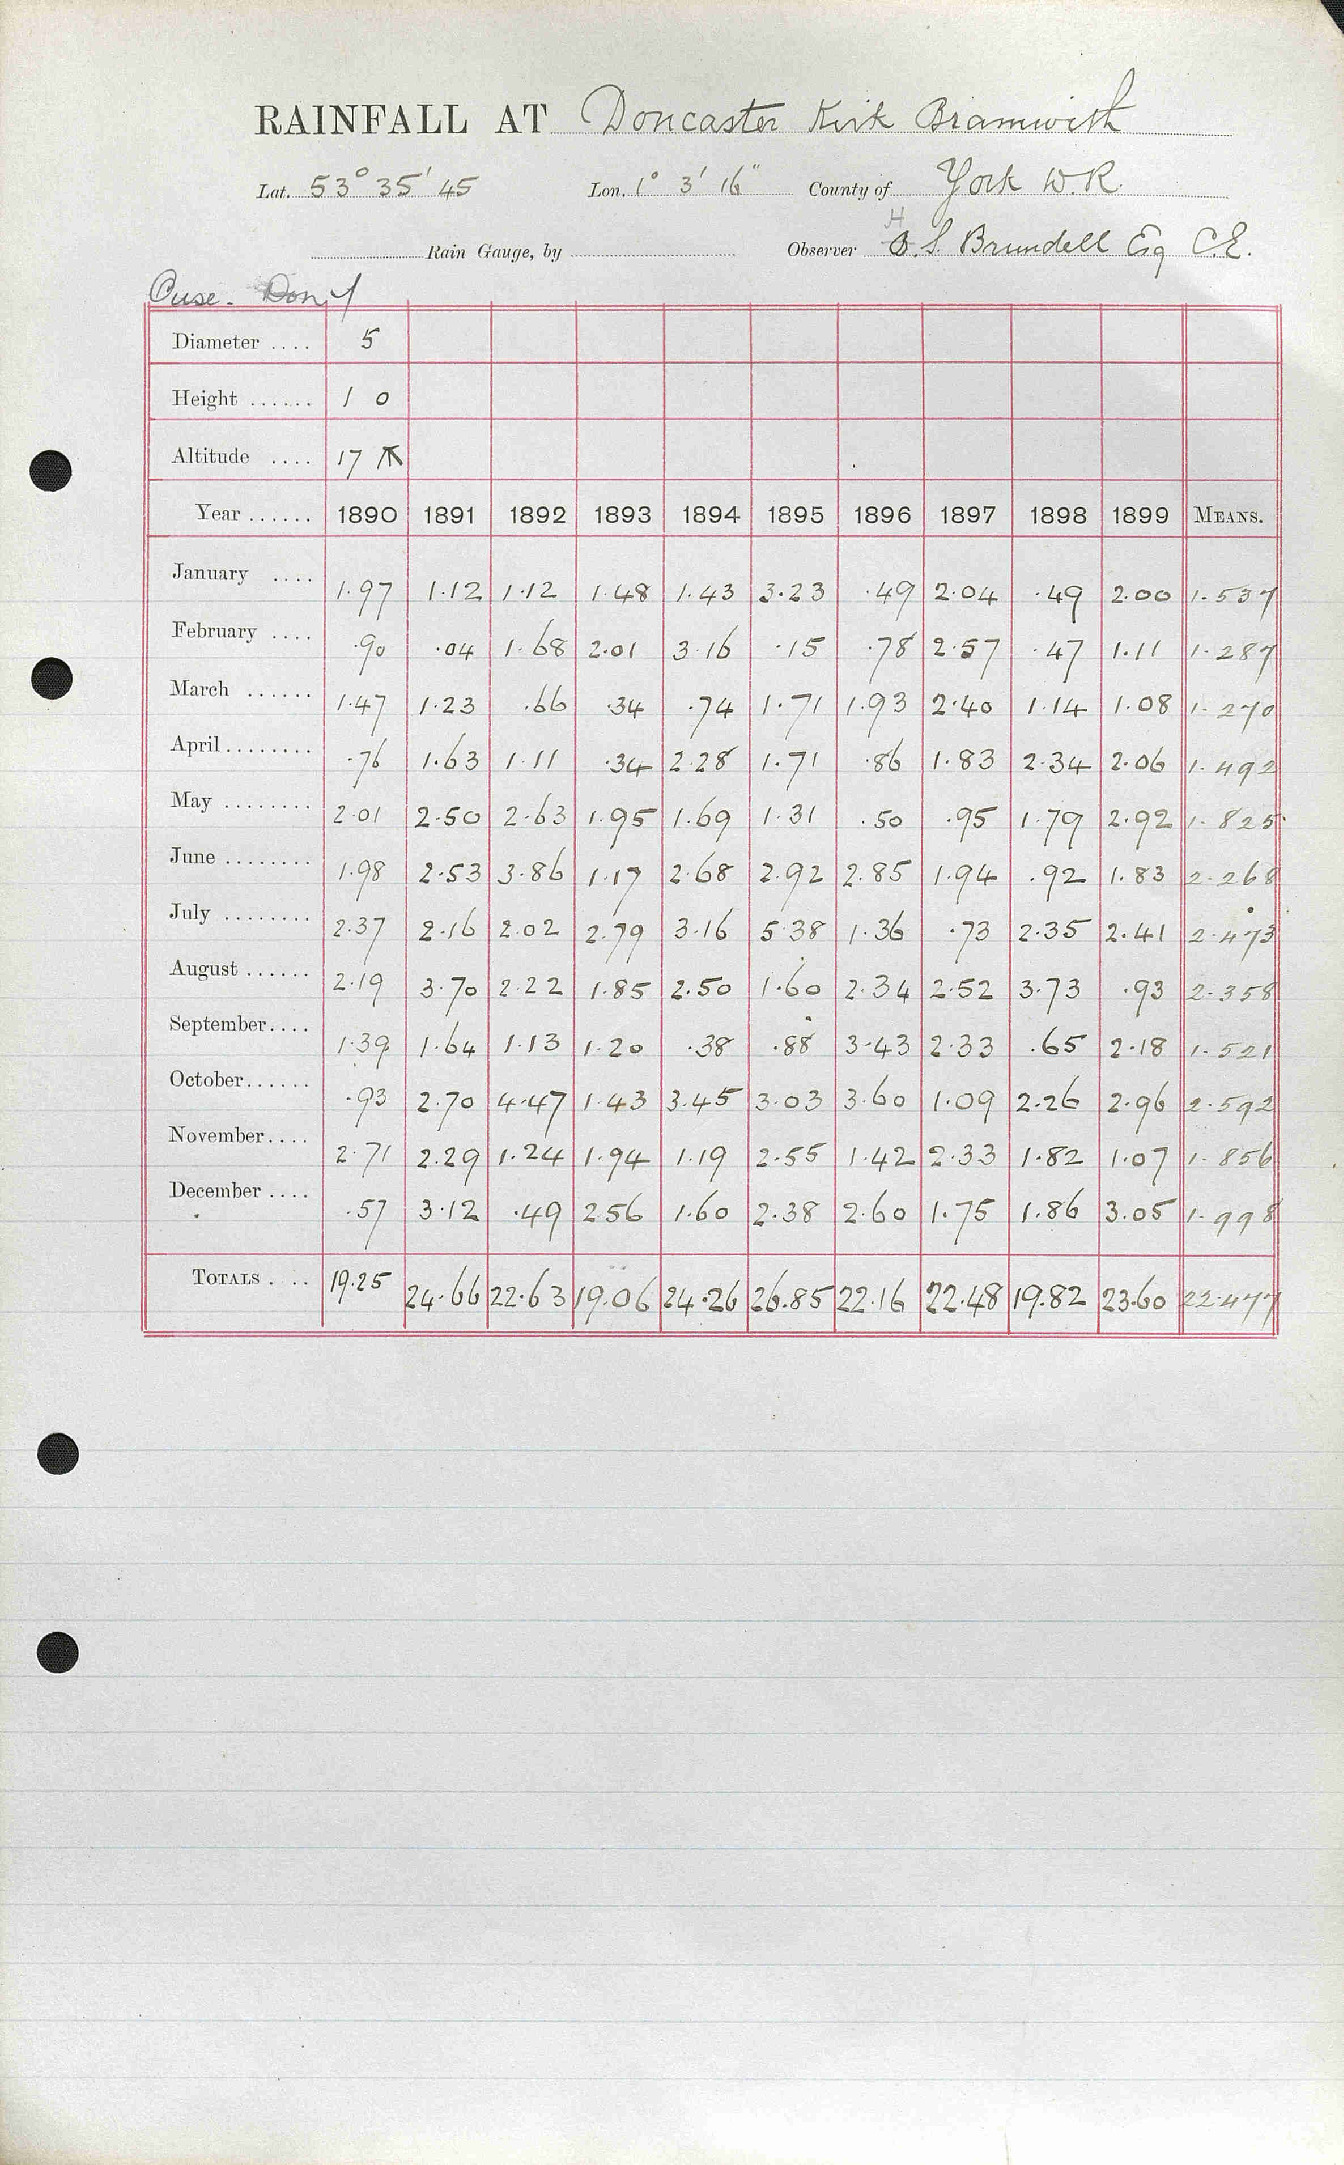 RAINFALL AT Doncaster Kirk Bramwith
Lat. 53° 35' 45 Lon. 1° 3' 16" County of York W.R.
Rain Gauge, by Observer H S. Brundell Esq C.E.
Ouse. Don
Diameter .... 5
Height ...... 1 0
Altitude .... 17
Year ...... 1890 1891 1892 1893 1894 1895 1896 1897 1898 1899 MEANS.
January .... 1.97 1.12 1.12 1.48 1.43 3.23 .49 2.04 .49 2.00 1.537
February .... .90 .04 1.68 2.01 3.16 .15 .78 2.57 .47 1.11 1.287
March ...... 1.47 1.23 .66 .34 .74 1.71 1.93 2.40 1.14 1.08 1.270
April ........ .76 1.63 1.11 .34 2.28 1.71 .86 1.83 2.34 2.06 1.492
May ........ 2.01 2.50 2.63 1.95 1.69 1.31 .50 .95 1.79 2.92 1.825
June ........ 1.98 2.53 3.86 1.17 2.68 2.92 2.85 1.94 .92 1.83 2.268
July ........ 2.37 2.16 2.02 2.79 3.16 5.38 1.36 .73 2.35 2.41 2.473
August ...... 2.19 3.70 2.22 1.85 2.50 1.60 2.34 2.52 3.73 .93 2.358
September.... 1.39 1.64 1.13 1.20 .38 .88 3.43 2.33 .65 2.18 1.521
October...... .93 2.70 4.47 1.43 3.45 3.03 3.60 1.09 2.26 2.96 2.592
November.... 2.71 2.29 1.24 1.94 1.19 2.55 1.42 2.33 1.82 1.07 1.856
December .... .57 3.12 .49 2.56 1.60 2.38 2.60 1.75 1.86 3.05 1.998
TOTALS . ... 19.25 24.66 22.63 19.06 24.26 26.85 22.16 22.48 19.82 23.60 22.477